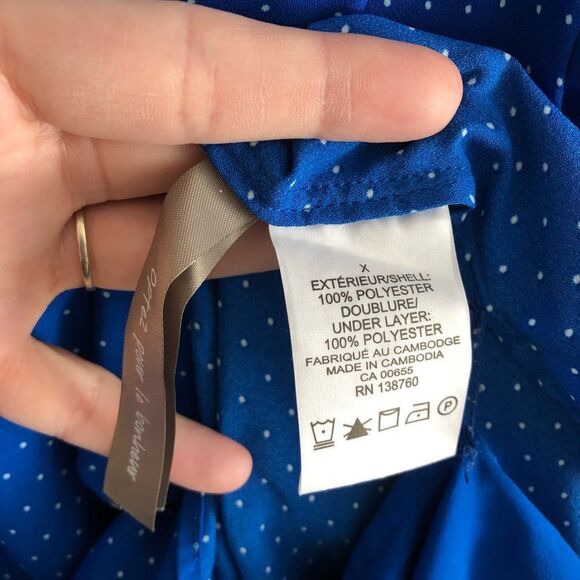 X
EXTÉRIEUR/SHELL:
100% POLYESTER
DOUBLURE/
UNDER LAYER:
100% POLYESTER
FABRIQUÉ AU CAMBODGE
MADE IN CAMBODIA
CA 00655
RN 138760
P
optez pour le bonheur